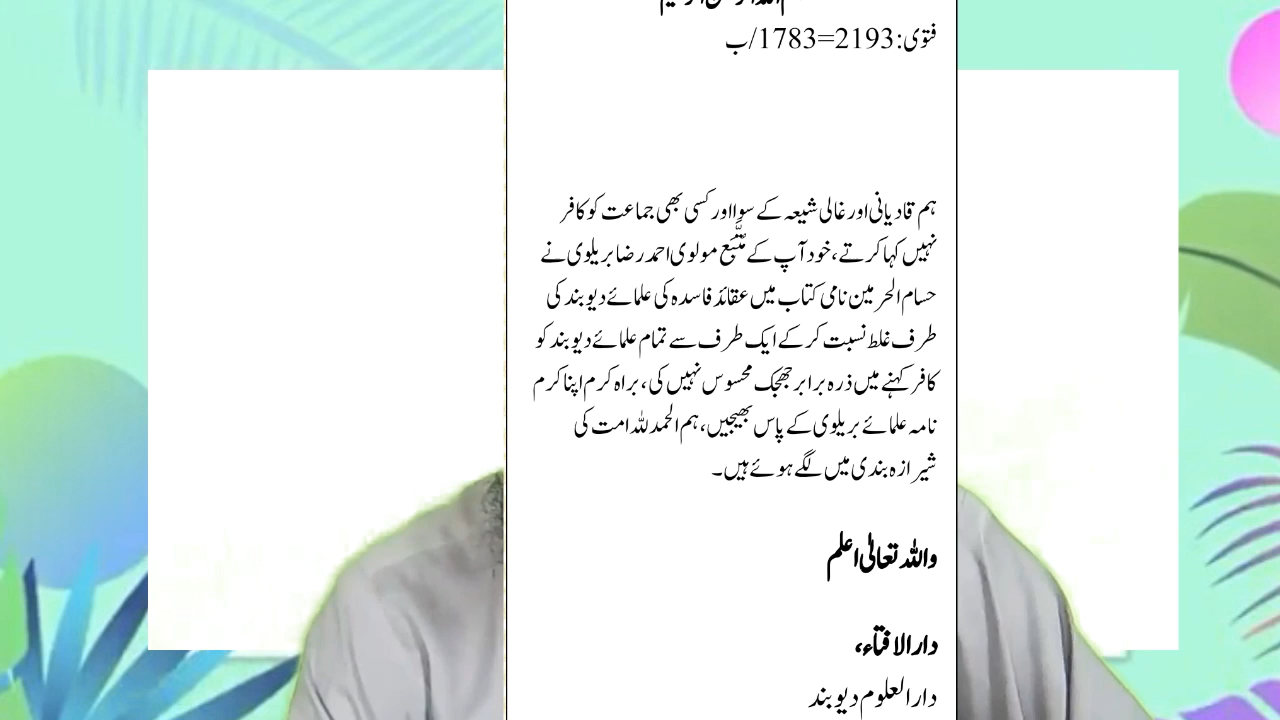 فتوی: 2193=1783/ب
ہم قادیانی اور غالی شیعہ کے سوا اور کسی بھی جماعت کو کافر
نہیں کہا کرتے، خود آپ کے متَّبع مولوی احمد رضا بریلوی نے
حسام الحرمین نامی کتاب میں عقائد فاسدہ کی علمائے دیوبند کی
طرف غلط نسبت کرکے ایک طرف سے تمام علمائے دیوبند کو
کافر کہنے میں ذرہ برابر جھجک محسوس نہیں کی، براہ کرم اپنا کرم
نامہ علمائے بریلوی کے پاس بھیجیں، ہم الحمد للہ امت کی
شیرازہ بندی میں لگے ہوئے ہیں۔
واللہ تعالیٰ اعلم
دارالافتاء،
دارالعلوم دیوبند